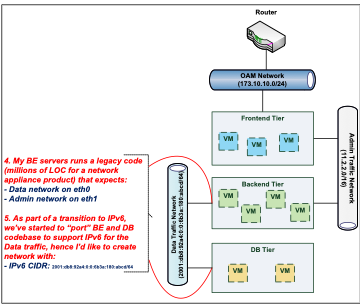 Router
OAM Network
(173.10.10.0/24)
Frontend Tier
VM
VM
VM
Admin Traffic Network
(11.2.2.0/16)
4. My BE servers runs a legacy code
(millions of LOC for a network
appliance product) that expects:
- Data network on eth0
- Admin network on eth1
5. As part of a transition to IPv6,
we've started to "port" BE and DB
codebase to support IPv6 for the
Data traffic, hence I'd like to create
network with:
- IPv6 CIDR: 2001:db8:92a4:0:0:6b3a:180:abcd/64
Data Traffic Network
(2001:db8:92a4:0:0:6b3a:180:abcd/64)
Backend Tier
VM
VM
VM
VM
DB Tier
VM
VM